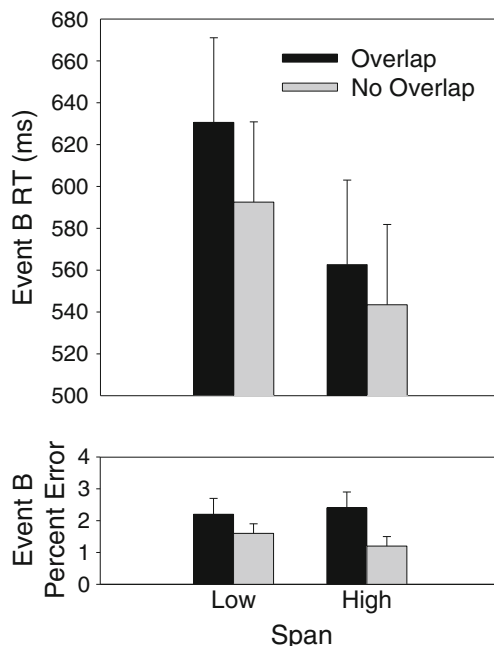 680
660
640
620
600
580
560
540
520
500
Event B RT (ms)
Overlap
No Overlap
4
3
2
1
0
Event B
Percent Error
Low High
Span